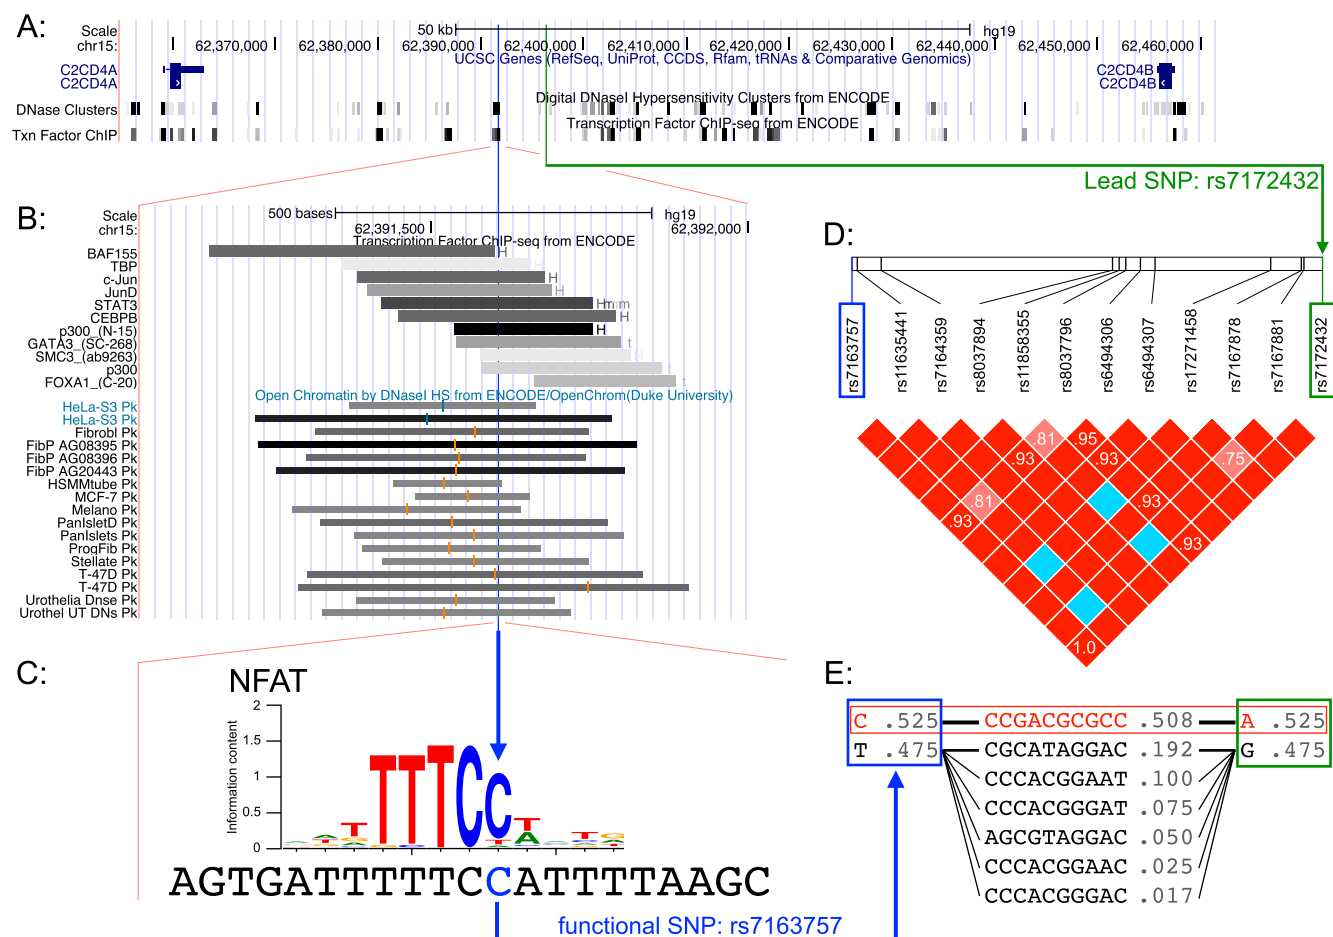 A:
Scale
50 kb
hg19
chr15:
62,370,000
62,380,000
62,390,000
62,400,000
62,410,000
62,420,000
62,430,000
62,440,000
62,450,000
62,460,000
UCSC Genes (RefSeq, UniProt, CCDS, Rfam, tRNAs & Comparative Genomics)
C2CD4A
C2CD4A
C2CD4B
C2CD4B
Digital DNaseI Hypersensitivity Clusters from ENCODE
DNase Clusters
Transcription Factor ChIP-seq from ENCODE
Txn Factor ChIP
Lead SNP: rs7172432
B:
Scale
500 bases
hg19
chr15:
62,391,500
62,392,000
Transcription Factor ChIP-seq from ENCODE
BAF155 H
TBP H
c-Jun H
JunD H
STAT3
CEBPB H
p300_(N-15) H
GATA3_(SC-268) t
SMC3_(ab9263)
p300 t
FOXA1_(C-20) t
Open Chromatin by DNaseI HS from ENCODE/OpenChrom(Duke University)
HeLa-S3 Pk
HeLa-S3 Pk
Fibrobl Pk
FibP AG08395 Pk
FibP AG08396 Pk
FibP AG20443 Pk
HSMMtube Pk
MCF-7 Pk
Melano Pk
PanIsletD Pk
PanIslets Pk
ProgFib Pk
Stellate Pk
T-47D Pk
T-47D Pk
Urothelia Dnse Pk
Urothel UT DNs Pk
C:
NFAT
Information content
2
1
0.5
0
TTTCC
T
A
AGTGATTTTTCCATTTTAAGC
functional SNP: rs7163757
D:
rs7163757
rs11635441
rs7164359
rs8037894
rs11858355
rs8037796
rs6494306
rs6494307
rs17271458
rs7167878
rs7167881
rs7172432
.81 .95
.93 .93 .75
.81 .93
.93 .93
1.0
E:
C .525 CCGACGCGCC .508 A .525
T .475 CGCATAGGAC .192 G .475
CCCACGGAAT .100
CCCACGGGAT .075
AGCGTAGGAC .050
CCCACGGAAC .025
CCCACGGGAC .017